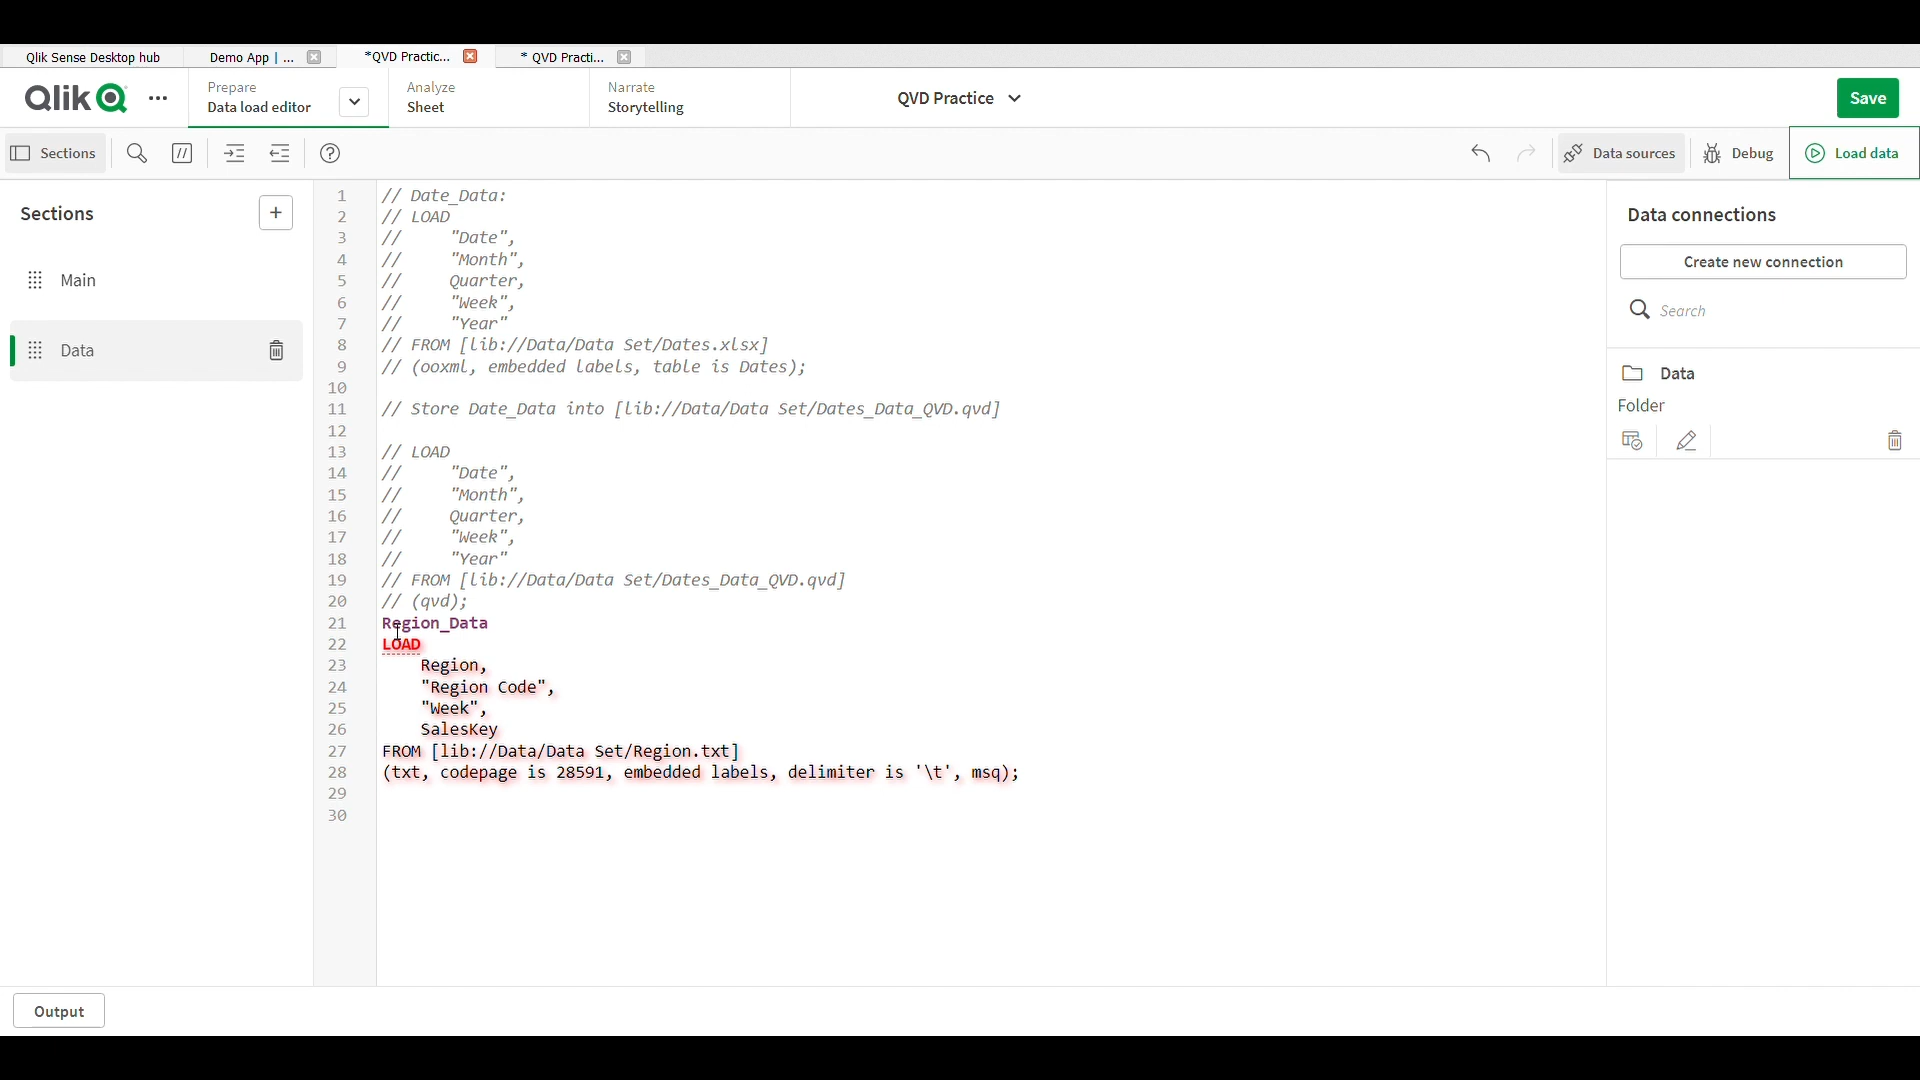 Qlik Sense Desktop hub
Demo App | ...
*QVD Practic...
* QVD Practi...
Qlik
Prepare
Data load editor
Analyze
Sheet
Narrate
Storytelling
QVD Practice
Save
Sections
Data sources
Debug
Load data
Sections
+
Main
Data
1 // Date_Data:
2 // LOAD
3 // "Date",
4 // "Month",
5 // Quarter,
6 // "Week",
7 // "Year"
8 // FROM [lib://Data/Data Set/Dates.xlsx]
9 // (ooxml, embedded labels, table is Dates);
10
11 // Store Date_Data into [lib://Data/Data Set/Dates_Data_QVD.qvd]
12
13 // LOAD
14 // "Date",
15 // "Month",
16 // Quarter,
17 // "Week",
18 // "Year"
19 // FROM [lib://Data/Data Set/Dates_Data_QVD.qvd]
20 // (qvd);
21 Region_Data
22 LOAD
23 Region,
24 "Region Code",
25 "Week",
26 SalesKey
27 FROM [lib://Data/Data Set/Region.txt]
28 (txt, codepage is 28591, embedded labels, delimiter is '\t', msq);
29
30
Data connections
Create new connection
Search
Data
Folder
Output